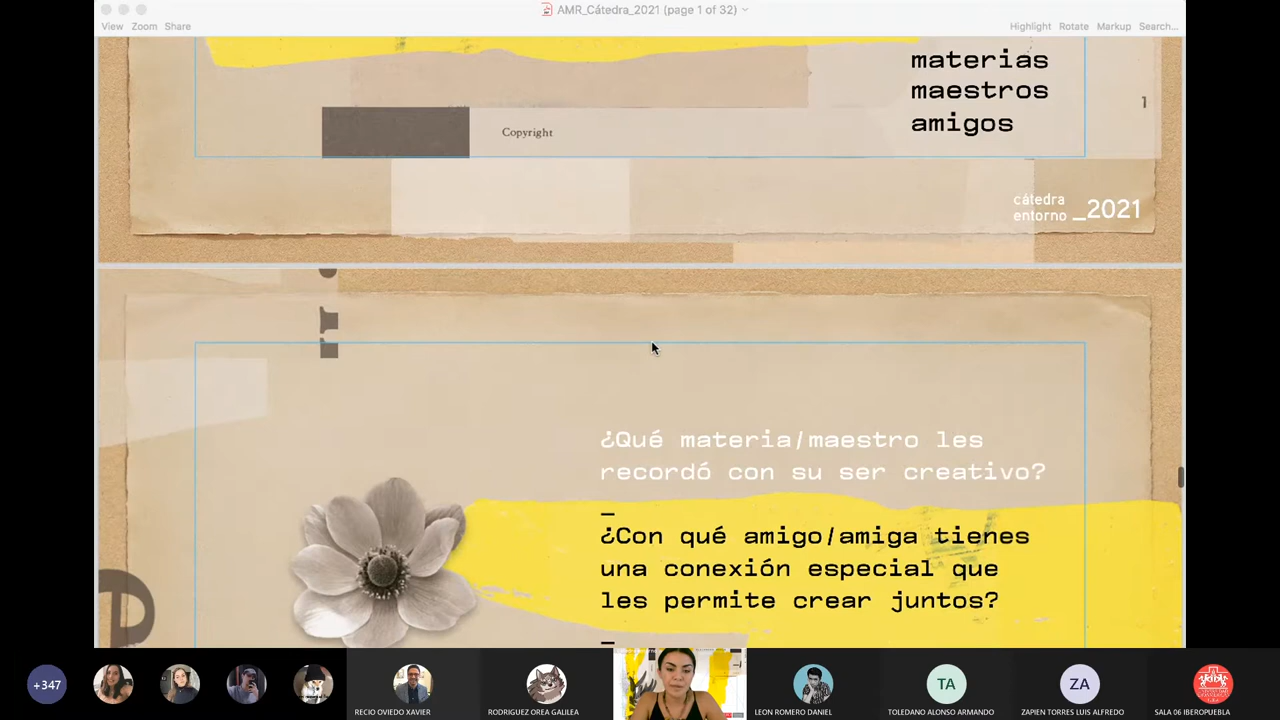 AMR_Cátedra_2021 (page 1 of 32)
View Zoom Share
Highlight Rotate Markup Search...
materias
maestros
amigos
1
Copyright
cátedra
entorno _2021
¿Qué materia/maestro les
recordó con su ser creativo?
_
¿Con qué amigo/amiga tienes
una conexión especial que
les permite crear juntos?
_
e
+347
RECIO OVIEDO XAVIER
RODRIGUEZ OREA GALILEA
LEON ROMERO DANIEL
TA
TOLEDANO ALONSO ARMANDO
ZA
ZAPIEN TORRES LUIS ALFREDO
SALA 06 IBEROPUEBLA